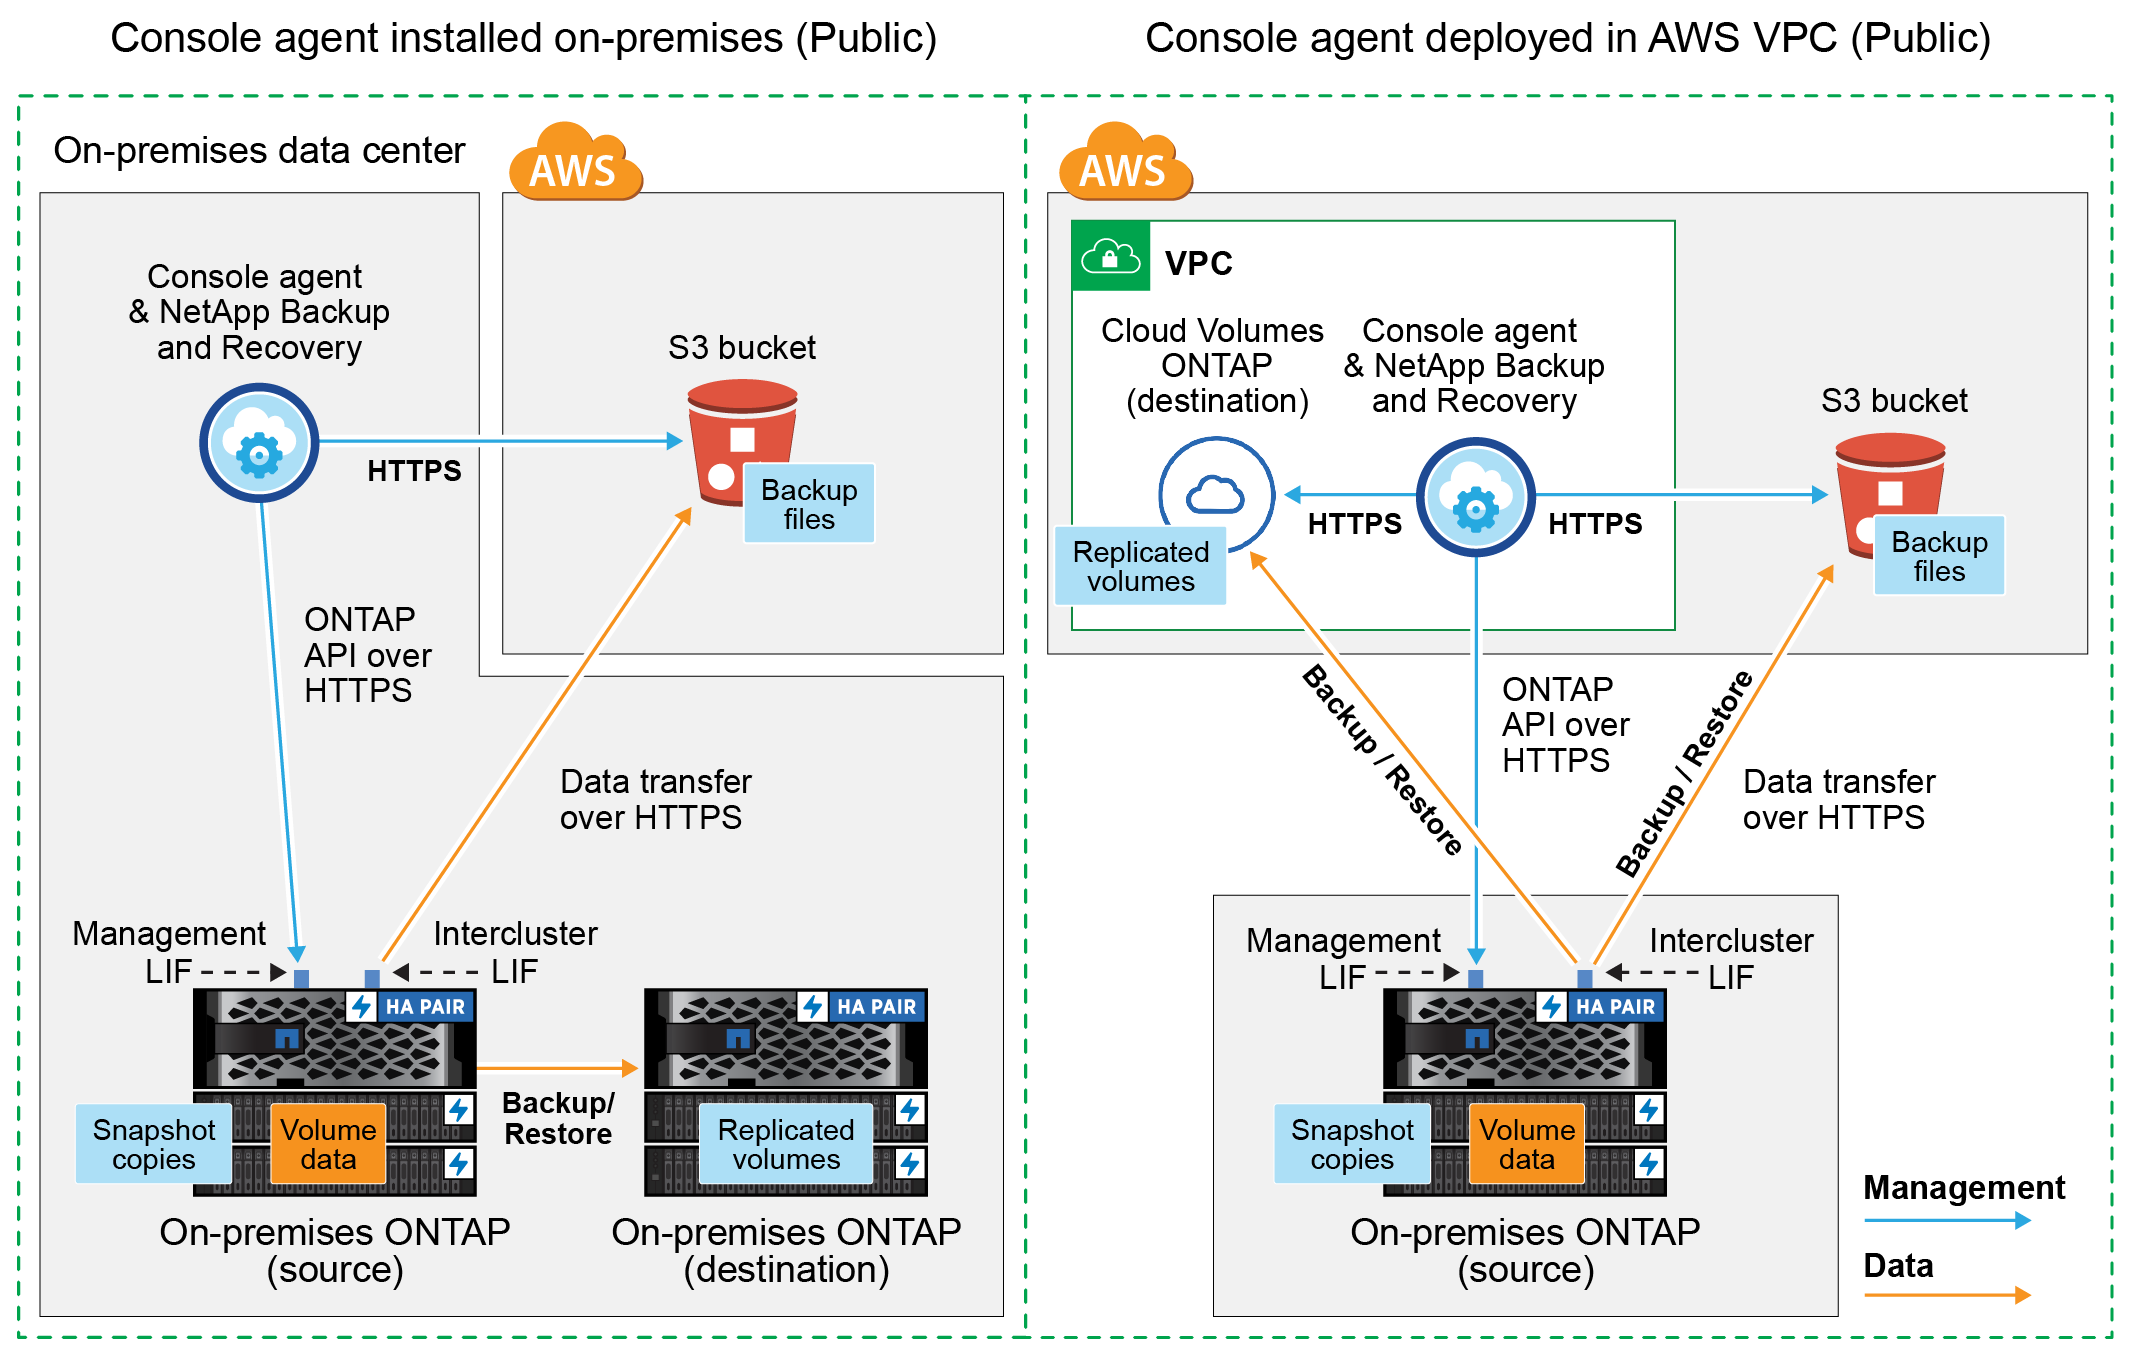 Console agent installed on-premises (Public)
On-premises data center
AWS
Console agent
& NetApp Backup
and Recovery
S3 bucket
HTTPS
Backup
files
ONTAP
API over
HTTPS
Data transfer
over HTTPS
Management
LIF
Intercluster
LIF
HA PAIR
HA PAIR
Backup/
Restore
Snapshot
copies
Volume
data
Replicated
volumes
On-premises ONTAP
(source)
On-premises ONTAP
(destination)
Console agent deployed in AWS VPC (Public)
AWS
VPC
Cloud Volumes
ONTAP
(destination)
Console agent
& NetApp Backup
and Recovery
S3 bucket
HTTPS
HTTPS
Replicated
volumes
Backup
files
Backup / Restore
ONTAP
API over
HTTPS
Backup / Restore
Data transfer
over HTTPS
Management
LIF
Intercluster
LIF
HA PAIR
Snapshot
copies
Volume
data
On-premises ONTAP
(source)
Management
Data